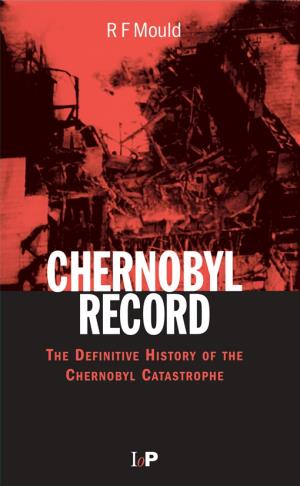 R F Mould
CHERNOBYL
RECORD
THE DEFINITIVE HISTORY OF THE
CHERNOBYL CATASTROPHE
IoP